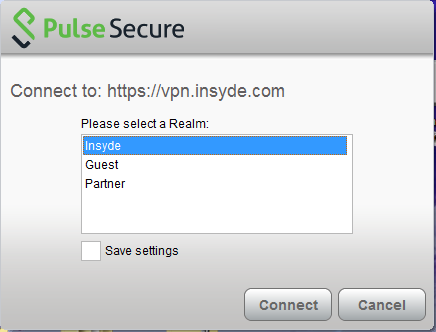 Pulse Secure
Connect to: https://vpn.insyde.com
Please select a Realm:
Insyde
Guest
Partner
Save settings
Connect Cancel